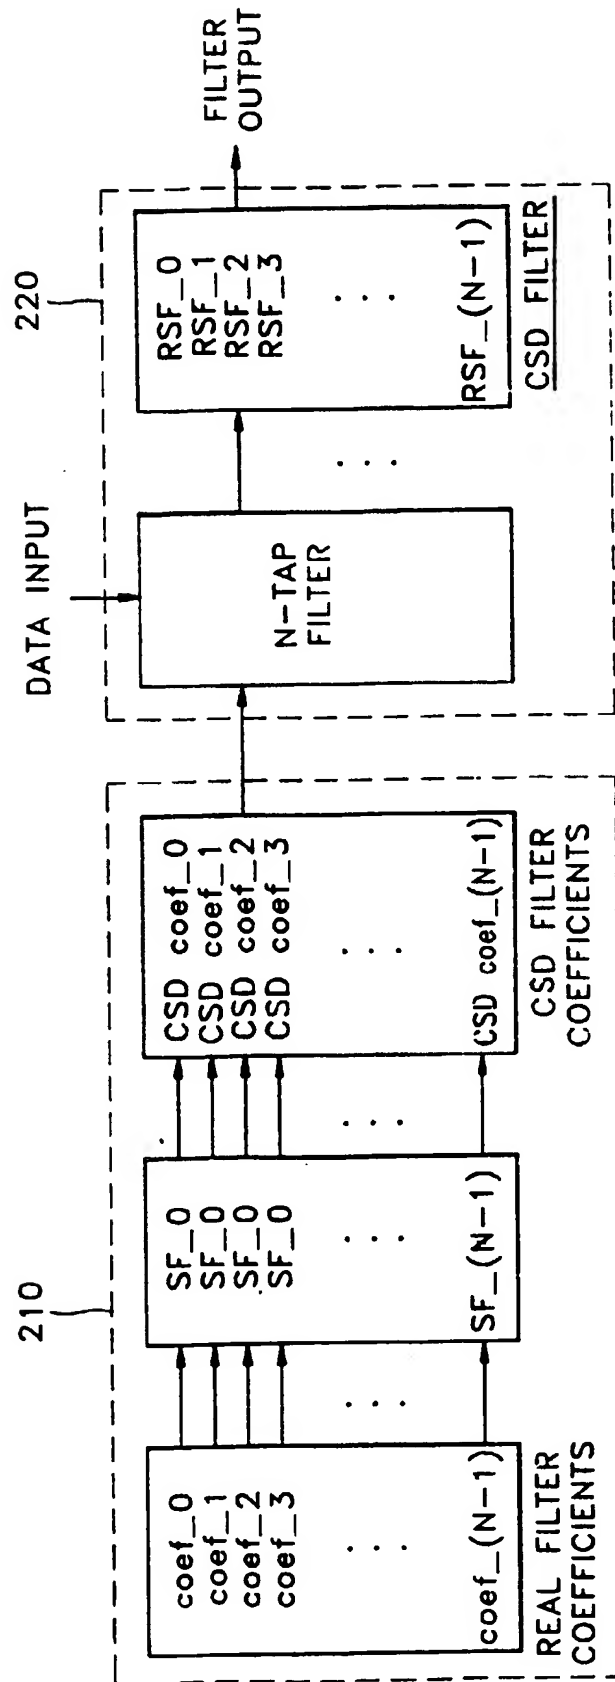 210
coef_0
coef_1
coef_2
coef_3
. . .
coef_(N-1)
REAL FILTER
COEFFICIENTS
. . .
SF_0
SF_0
SF_0
SF_0
. . .
SF_(N-1)
. . .
CSD coef_0
CSD coef_1
CSD coef_2
CSD coef_3
. . .
CSD coef_(N-1)
CSD FILTER
COEFFICIENTS
DATA INPUT
220
N-TAP
FILTER
. . .
RSF_0
RSF_1
RSF_2
RSF_3
. . .
RSF_(N-1)
CSD FILTER
FILTER
OUTPUT